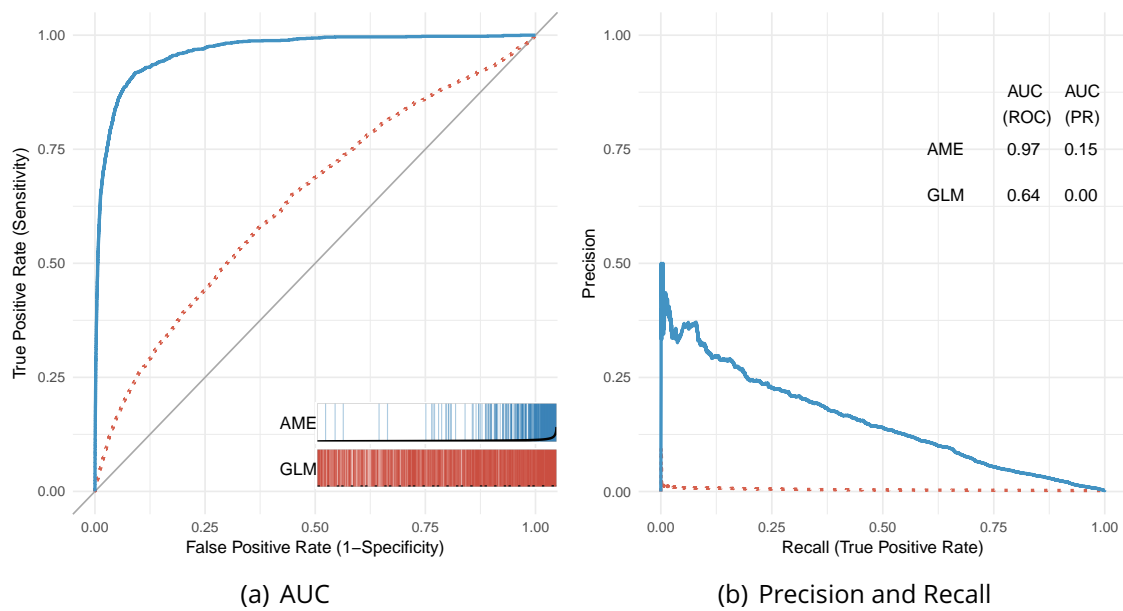 1.00
0.75
0.50
0.25
0.00
True Positive Rate (Sensitivity)
AME
GLM
0.00 0.25 0.50 0.75 1.00
False Positive Rate (1−Specificity)
(a) AUC
1.00
0.75
0.50
0.25
0.00
Precision
AUC AUC
(ROC) (PR)
AME 0.97 0.15
GLM 0.64 0.00
0.00 0.25 0.50 0.75 1.00
Recall (True Positive Rate)
(b) Precision and Recall